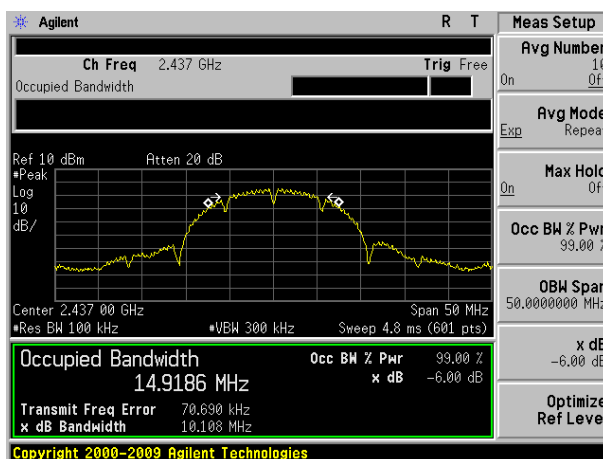 Agilent R T
Meas Setup
Ch Freq 2.437 GHz Trig Free
Occupied Bandwidth
Ref 10 dBm Atten 20 dB
#Peak
Log
10
dB/
Center 2.437 00 GHz Span 50 MHz
#Res BW 100 kHz #VBW 300 kHz Sweep 4.8 ms (601 pts)
Occupied Bandwidth Occ BW % Pwr 99.00 %
14.9186 MHz x dB -6.00 dB
Transmit Freq Error 70.690 kHz
x dB Bandwidth 10.108 MHz
Copyright 2000-2009 Agilent Technologies
Avg Number
10
On Off
Avg Mode
Exp Repeat
Max Hold
On Off
Occ BW % Pwr
99.00 %
OBW Span
50.0000000 MHz
x dB
-6.00 dB
Optimize
Ref Level